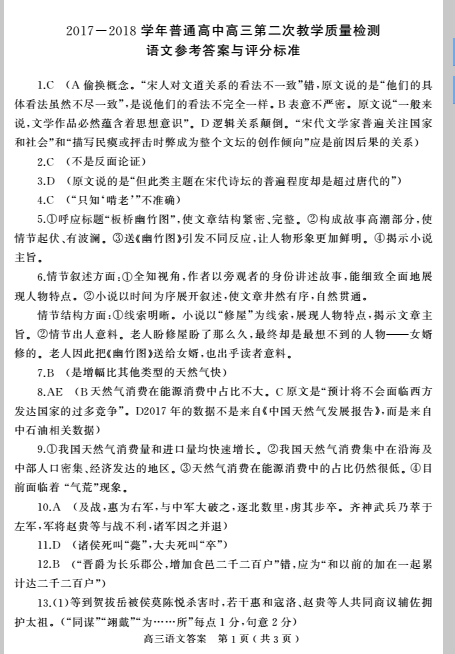 2017—2018 学年普通高中高三第二次教学质量检测
语文参考答案与评分标准
1.C （A 偷换概念。“宋人对文道关系的看法不一致”错,原文说的是“他们的具
体看法虽然不尽一致”,是说他们的看法不完全一样。B 表意不严密。原文说“一般来
说,文学作品必然蕴含着思想意识”。D 逻辑关系颠倒。“宋代文学家普遍关注国家
和社会”和“描写民瘼或抨击时弊成为整个文坛的创作倾向”应是前因后果的关系）
2.C （不是反面论证）
3.D （原文说的是“但此类主题在宋代诗坛的普遍程度却是超过唐代的”）
4.C （“只知‘啃老’”不准确）
5.①呼应标题“板桥幽竹图”,使文章结构紧密、完整。②构成故事高潮部分,使
情节起伏、有波澜。③送《幽竹图》引发不同反应,让人物形象更加鲜明。④揭示小说
主旨。
6.情节叙述方面:①全知视角,作者以旁观者的身份讲述故事,能细致全面地展
现人物特点。②小说以时间为序展开叙述,使文章井然有序,自然贯通。
情节结构方面:①线索明晰。小说以“修屋”为线索,展现人物特点,揭示文章主
旨。②情节出人意料。老人盼修屋盼了那么久,最终却是最想不到的人物——女婿
修的。老人因此把《幽竹图》送给女婿,也出乎读者意料。
7.B （是增幅比其他类型的天然气快）
8.AE （B 天然气消费在能源消费中占比不大。C 原文是“预计将不会面临西方
发达国家的过多竞争”。D2017 年的数据不是来自《中国天然气发展报告》,而是来自
中石油相关数据）
9.①我国天然气消费量和进口量均快速增长。②我国天然气消费集中在沿海及
中部人口密集、经济发达的地区。③天然气消费在能源消费中的占比仍然很低。④目
前面临着 “气荒”现象。
10.A （及战,惠为右军,与中军大破之,逐北数里,虏其步卒。齐神武兵乃萃于
左军,军将赵贵等与战不利,诸军因之并退）
11.D （诸侯死叫“薨”,大夫死叫“卒”）
12.B （“晋爵为长乐郡公,增加食邑二千二百户”错,应为“和以前的加在一起累
计达二千二百户”）
13.(1)等到贺拔岳被侯莫陈悦杀害时,若干惠和寇洛、赵贵等人共同商议辅佐拥
护太祖。(“同谋”“翊戴”“为……所”每点 1 分,句意 2 分)
高三语文答案 第 1 页 ( 共 3 页 )